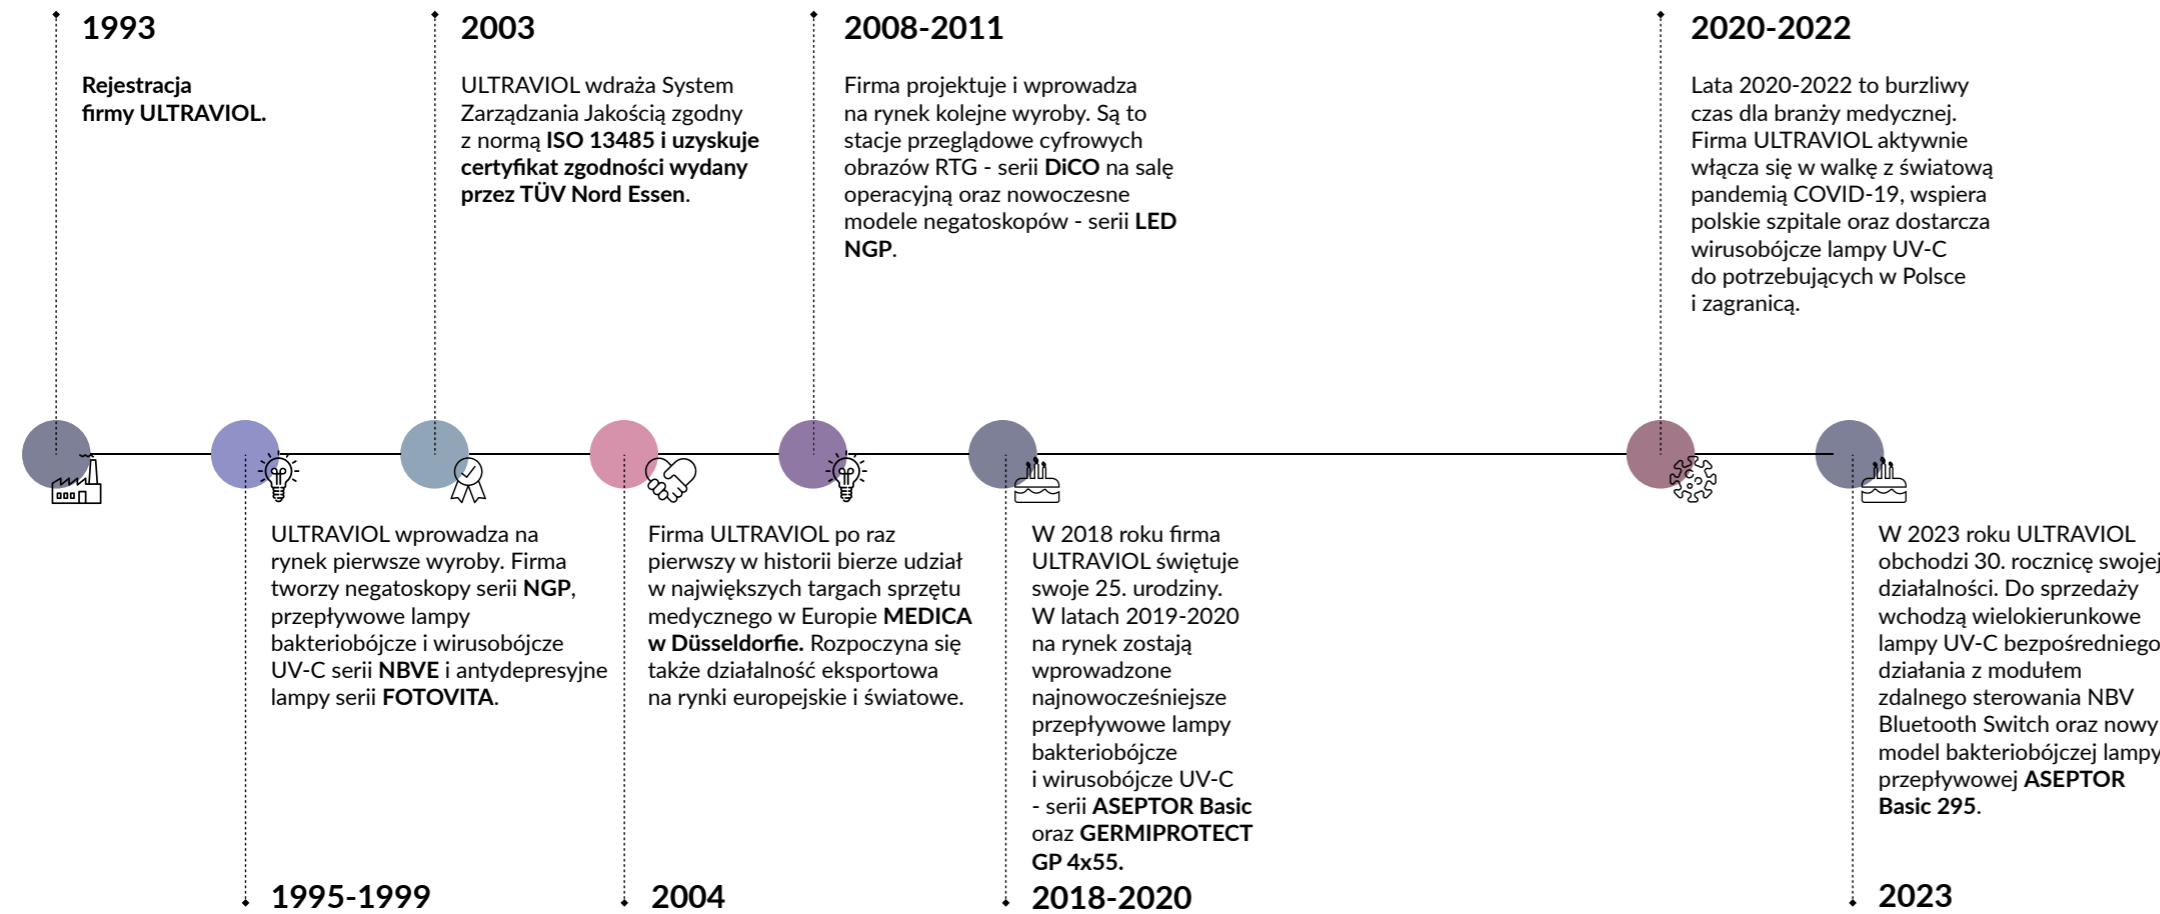 1993
Rejestracja
firmy ULTRAVIOL.
ULTRAVIOL wprowadza na
rynek pierwsze wyroby. Firma
tworzy negatoskopy serii NGP,
przepływowe lampy
bakteriobójcze i wirusobójcze
UV-C serii NBVE i antydepresyjne
lampy serii FOTOVITA.
1995-1999
2003
ULTRAVIOL wdraża System
Zarządzania Jakością zgodny
z normą ISO 13485 i uzyskuje
certyfikat zgodności wydany
przez TÜV Nord Essen.
Firma ULTRAVIOL po raz
pierwszy w historii bierze udział
w największych targach sprzętu
medycznego w Europie MEDICA
w Düsseldorfie. Rozpoczyna się
także działalność eksportowa
na rynki europejskie i światowe.
2004
2008-2011
Firma projektuje i wprowadza
na rynek kolejne wyroby. Są to
stacje przeglądowe cyfrowych
obrazów RTG - serii DiCO na salę
operacyjną oraz nowoczesne
modele negatoskopów - serii LED
NGP.
W 2018 roku firma
ULTRAVIOL świętuje
swoje 25. urodziny.
W latach 2019-2020
na rynek zostają
wprowadzone
najnowocześniejsze
przepływowe lampy
bakteriobójcze
i wirusobójcze UV-C
- serii ASEPTOR Basic
oraz GERMIPROTECT
GP 4x55.
2018-2020
2020-2022
Lata 2020-2022 to burzliwy
czas dla branży medycznej.
Firma ULTRAVIOL aktywnie
włącza się w walkę z światową
pandemią COVID-19, wspiera
polskie szpitale oraz dostarcza
wirusobójcze lampy UV-C
do potrzebujących w Polsce
i zagranicą.
W 2023 roku ULTRAVIOL
obchodzi 30. rocznicę swojej
działalności. Do sprzedaży
wchodzą wielokierunkowe
lampy UV-C bezpośredniego
działania z modułem
zdalnego sterowania NBV
Bluetooth Switch oraz nowy
model bakteriobójczej lampy
przepływowej ASEPTOR
Basic 295.
2023